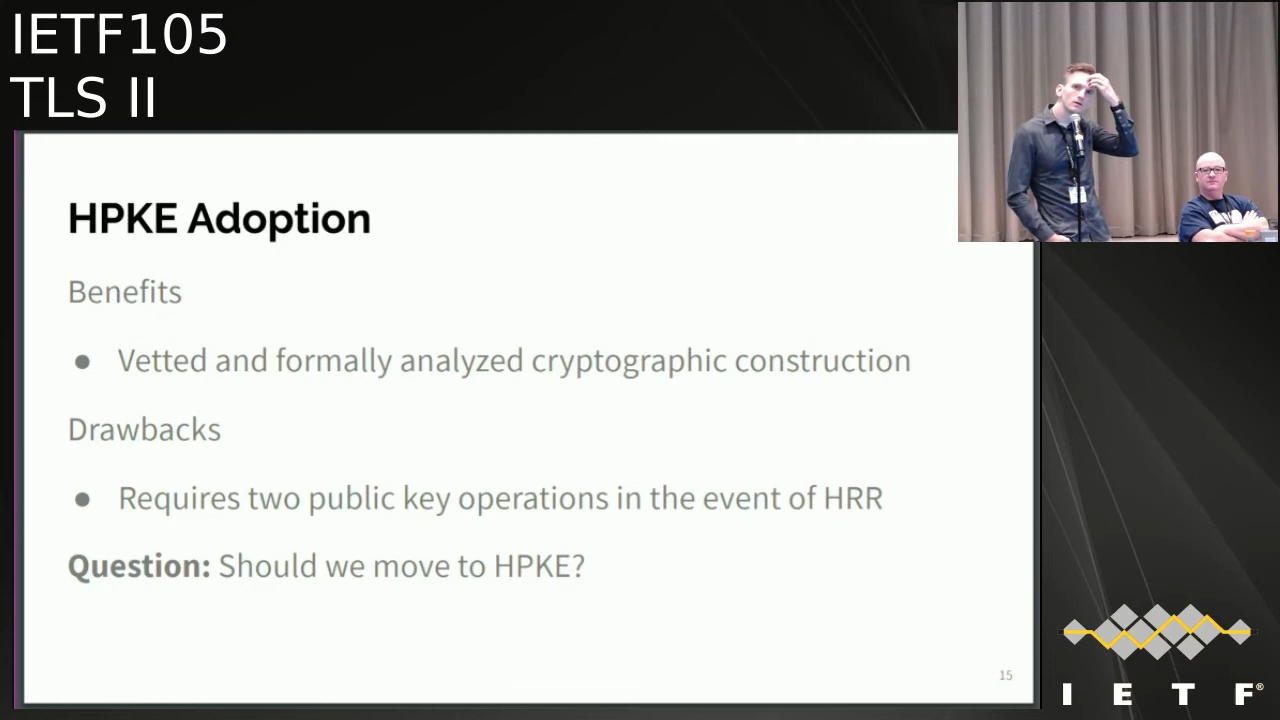 IETF105
TLS II
HPKE Adoption
Benefits
● Vetted and formally analyzed cryptographic construction
Drawbacks
● Requires two public key operations in the event of HRR
Question: Should we move to HPKE?
15
I E T F®